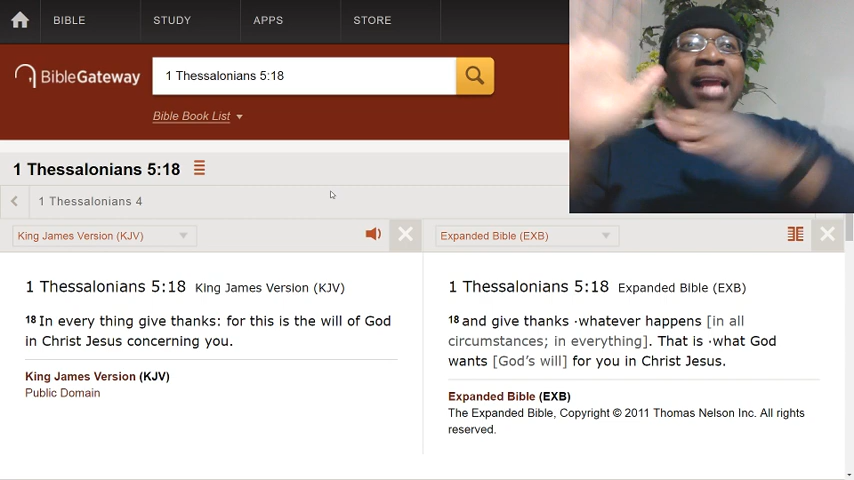 BIBLE STUDY APPS STORE
BibleGateway 1 Thessalonians 5:18
Bible Book List
1 Thessalonians 5:18
1 Thessalonians 4
King James Version (KJV)
1 Thessalonians 5:18 King James Version (KJV)
18 In every thing give thanks: for this is the will of God
in Christ Jesus concerning you.
King James Version (KJV)
Public Domain
Expanded Bible (EXB)
1 Thessalonians 5:18 Expanded Bible (EXB)
18 and give thanks ·whatever happens [in all
circumstances; in everything]. That is ·what God
wants [God's will] for you in Christ Jesus.
Expanded Bible (EXB)
The Expanded Bible, Copyright © 2011 Thomas Nelson Inc. All rights
reserved.